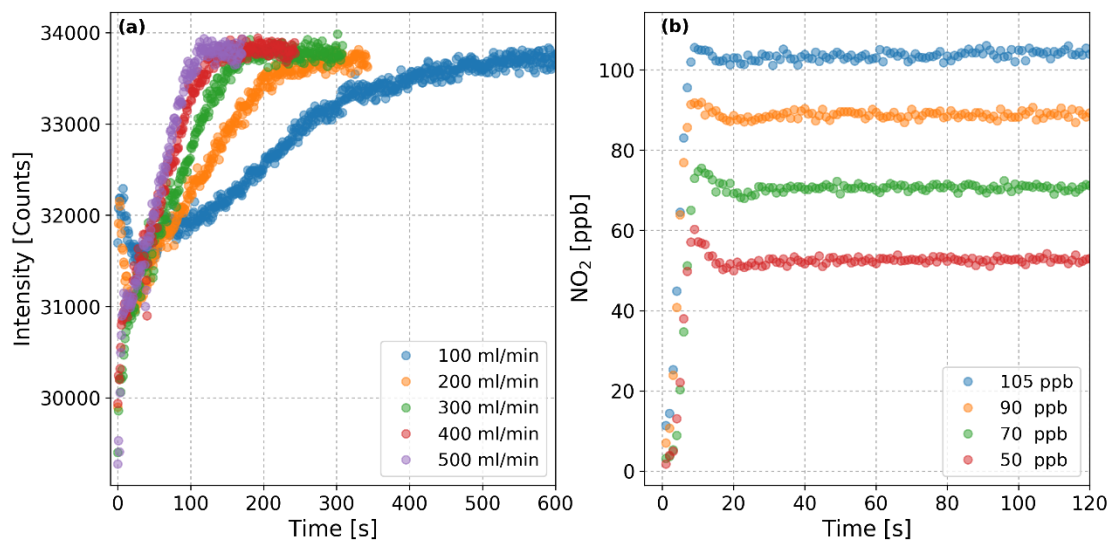 (a)
34000
33000
32000
31000
30000
Intensity [Counts]
0 100 200 300 400 500 600
Time [s]
100 ml/min
200 ml/min
300 ml/min
400 ml/min
500 ml/min
(b)
100
80
60
40
20
0
NO₂ [ppb]
0 20 40 60 80 100 120
Time [s]
105 ppb
90 ppb
70 ppb
50 ppb